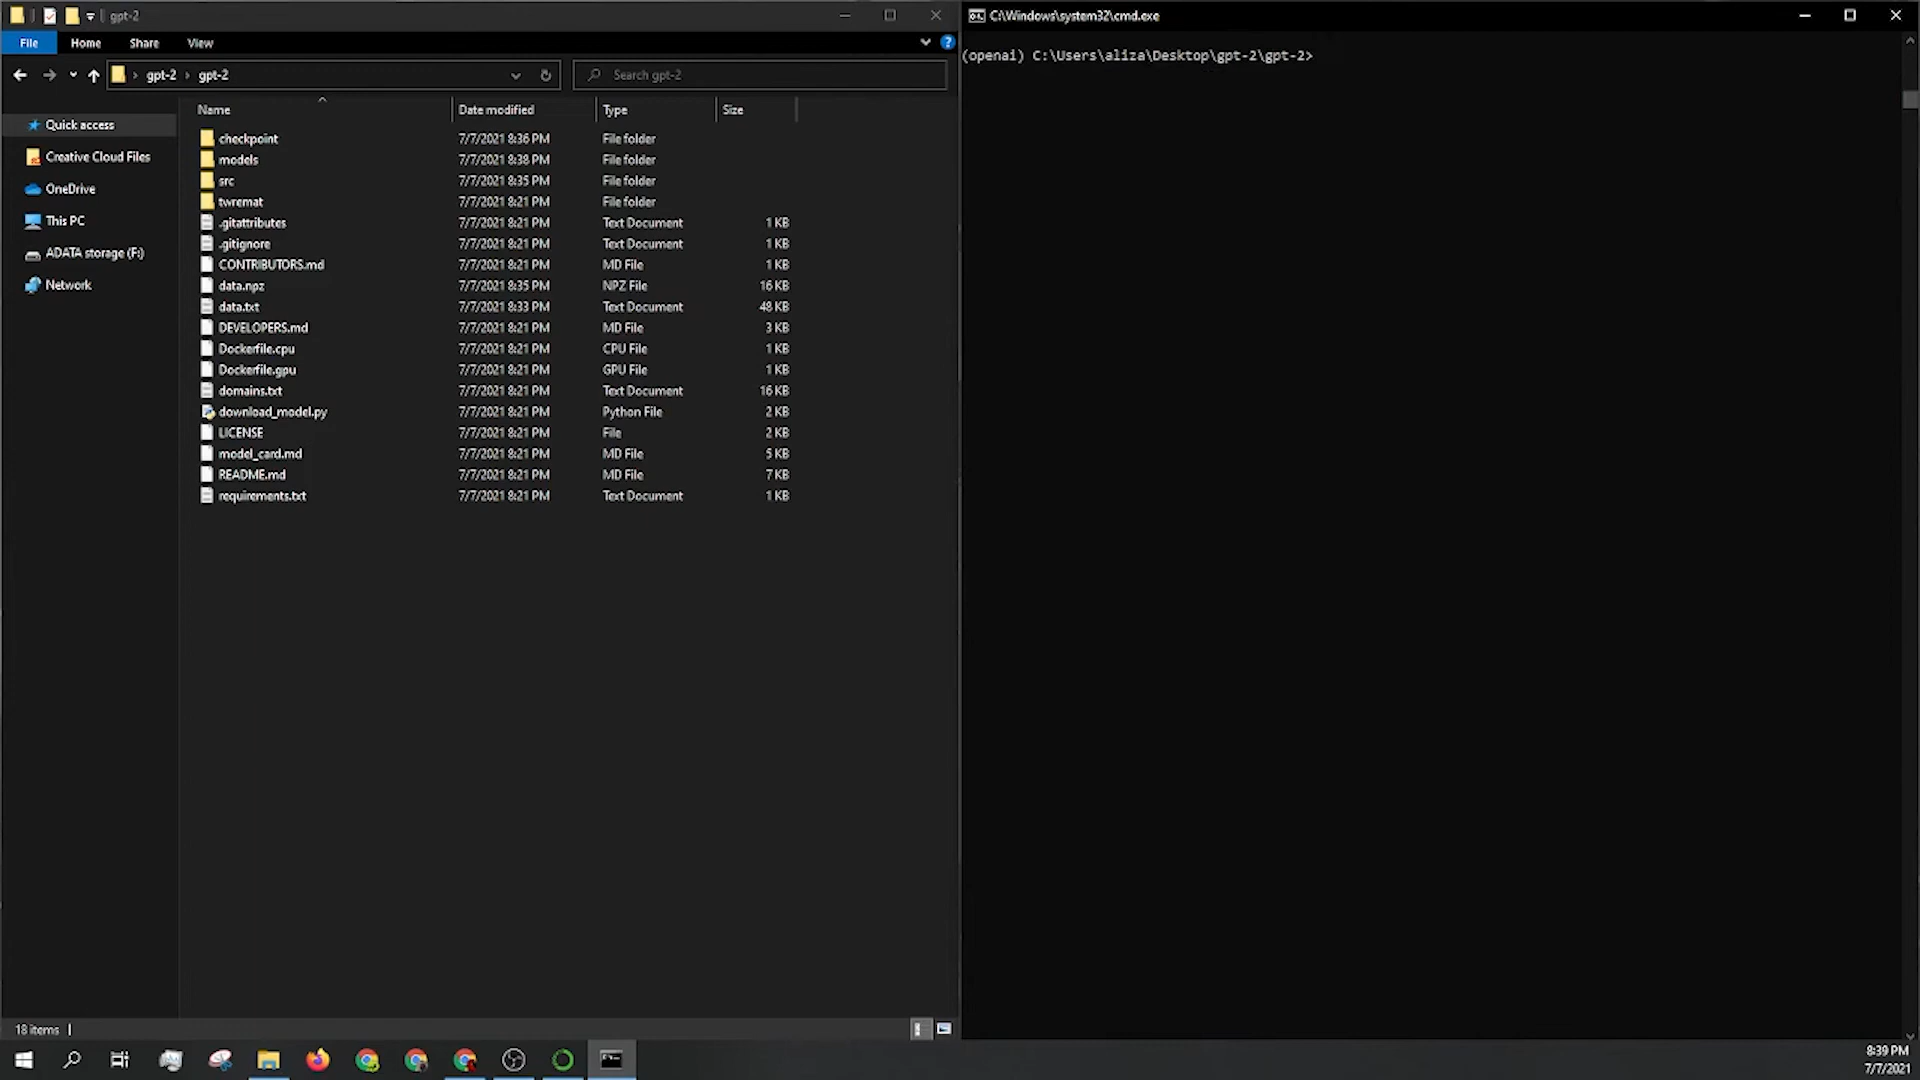 gpt-2
File Home Share View
gpt-2 › gpt-2
Search gpt-2
Quick access
Creative Cloud Files
OneDrive
This PC
ADATA storage (F:)
Network
Name Date modified Type Size
checkpoint 7/7/2021 8:36 PM File folder
models 7/7/2021 8:38 PM File folder
src 7/7/2021 8:35 PM File folder
twremat 7/7/2021 8:21 PM File folder
.gitattributes 7/7/2021 8:21 PM Text Document 1 KB
.gitignore 7/7/2021 8:21 PM Text Document 1 KB
CONTRIBUTORS.md 7/7/2021 8:21 PM MD File 1 KB
data.npz 7/7/2021 8:35 PM NPZ File 16 KB
data.txt 7/7/2021 8:33 PM Text Document 48 KB
DEVELOPERS.md 7/7/2021 8:21 PM MD File 3 KB
Dockerfile.cpu 7/7/2021 8:21 PM CPU File 1 KB
Dockerfile.gpu 7/7/2021 8:21 PM GPU File 1 KB
domains.txt 7/7/2021 8:21 PM Text Document 16 KB
download_model.py 7/7/2021 8:21 PM Python File 2 KB
LICENSE 7/7/2021 8:21 PM File 2 KB
model_card.md 7/7/2021 8:21 PM MD File 5 KB
README.md 7/7/2021 8:21 PM MD File 7 KB
requirements.txt 7/7/2021 8:21 PM Text Document 1 KB
18 items
C:\Windows\system32\cmd.exe
(openai) C:\Users\aliza\Desktop\gpt-2\gpt-2>
8:39 PM
7/7/2021